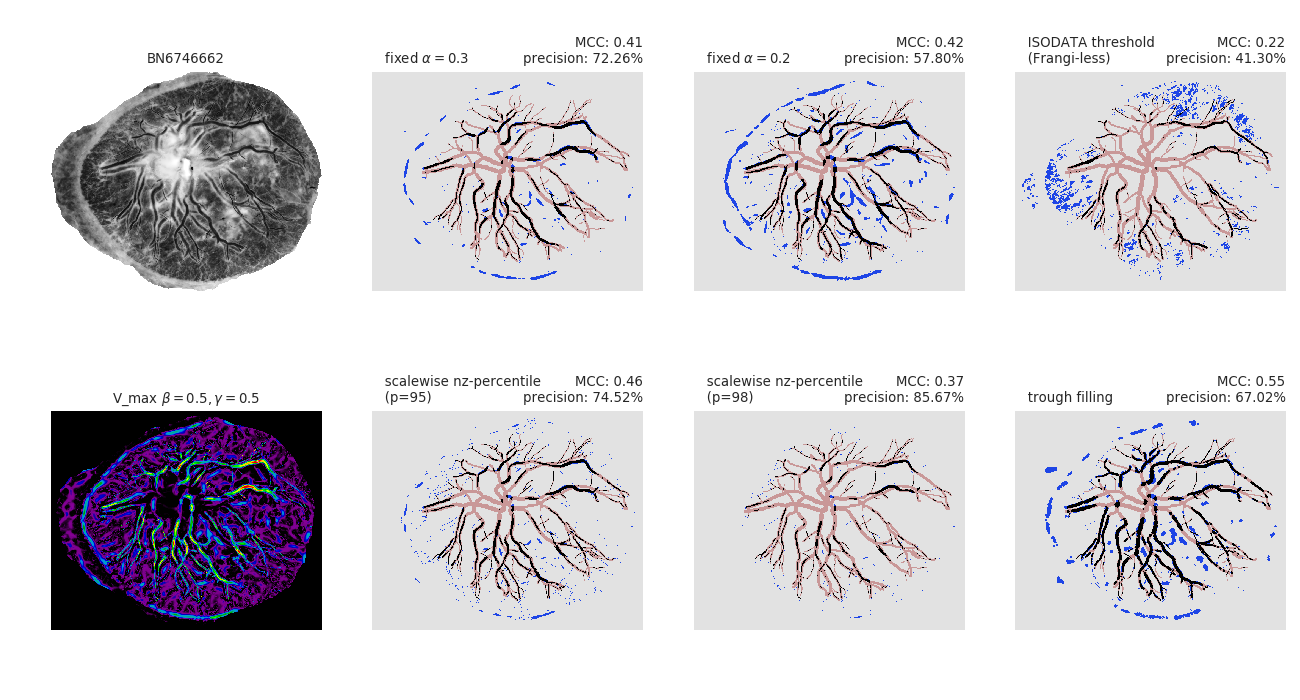 BN6746662
fixed α = 0.3
MCC: 0.41
precision: 72.26%
fixed α = 0.2
MCC: 0.42
precision: 57.80%
ISODATA threshold
(Frangi-less)
MCC: 0.22
precision: 41.30%
V_max β = 0.5, γ = 0.5
scalewise nz-percentile
(p=95)
MCC: 0.46
precision: 74.52%
scalewise nz-percentile
(p=98)
MCC: 0.37
precision: 85.67%
trough filling
MCC: 0.55
precision: 67.02%